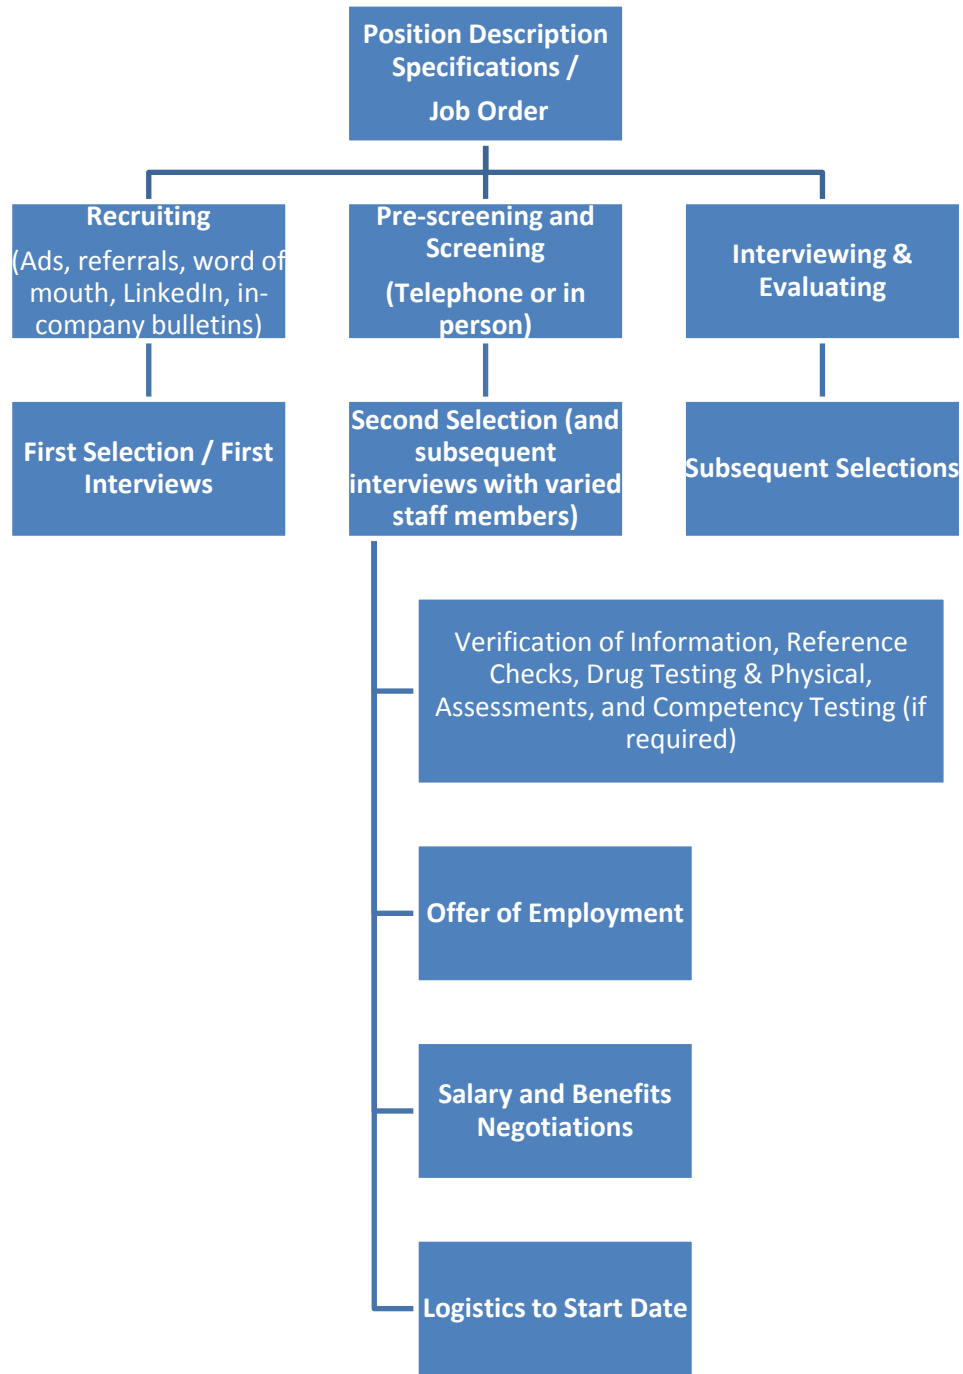 Position Description
Specifications /
Job Order
Recruiting
(Ads, referrals, word of
mouth, LinkedIn, in-
company bulletins)
Pre-screening and
Screening
(Telephone or in
person)
Interviewing &
Evaluating
First Selection / First
Interviews
Second Selection (and
subsequent
interviews with varied
staff members)
Subsequent Selections
Verification of Information, Reference
Checks, Drug Testing & Physical,
Assessments, and Competency Testing (if
required)
Offer of Employment
Salary and Benefits
Negotiations
Logistics to Start Date